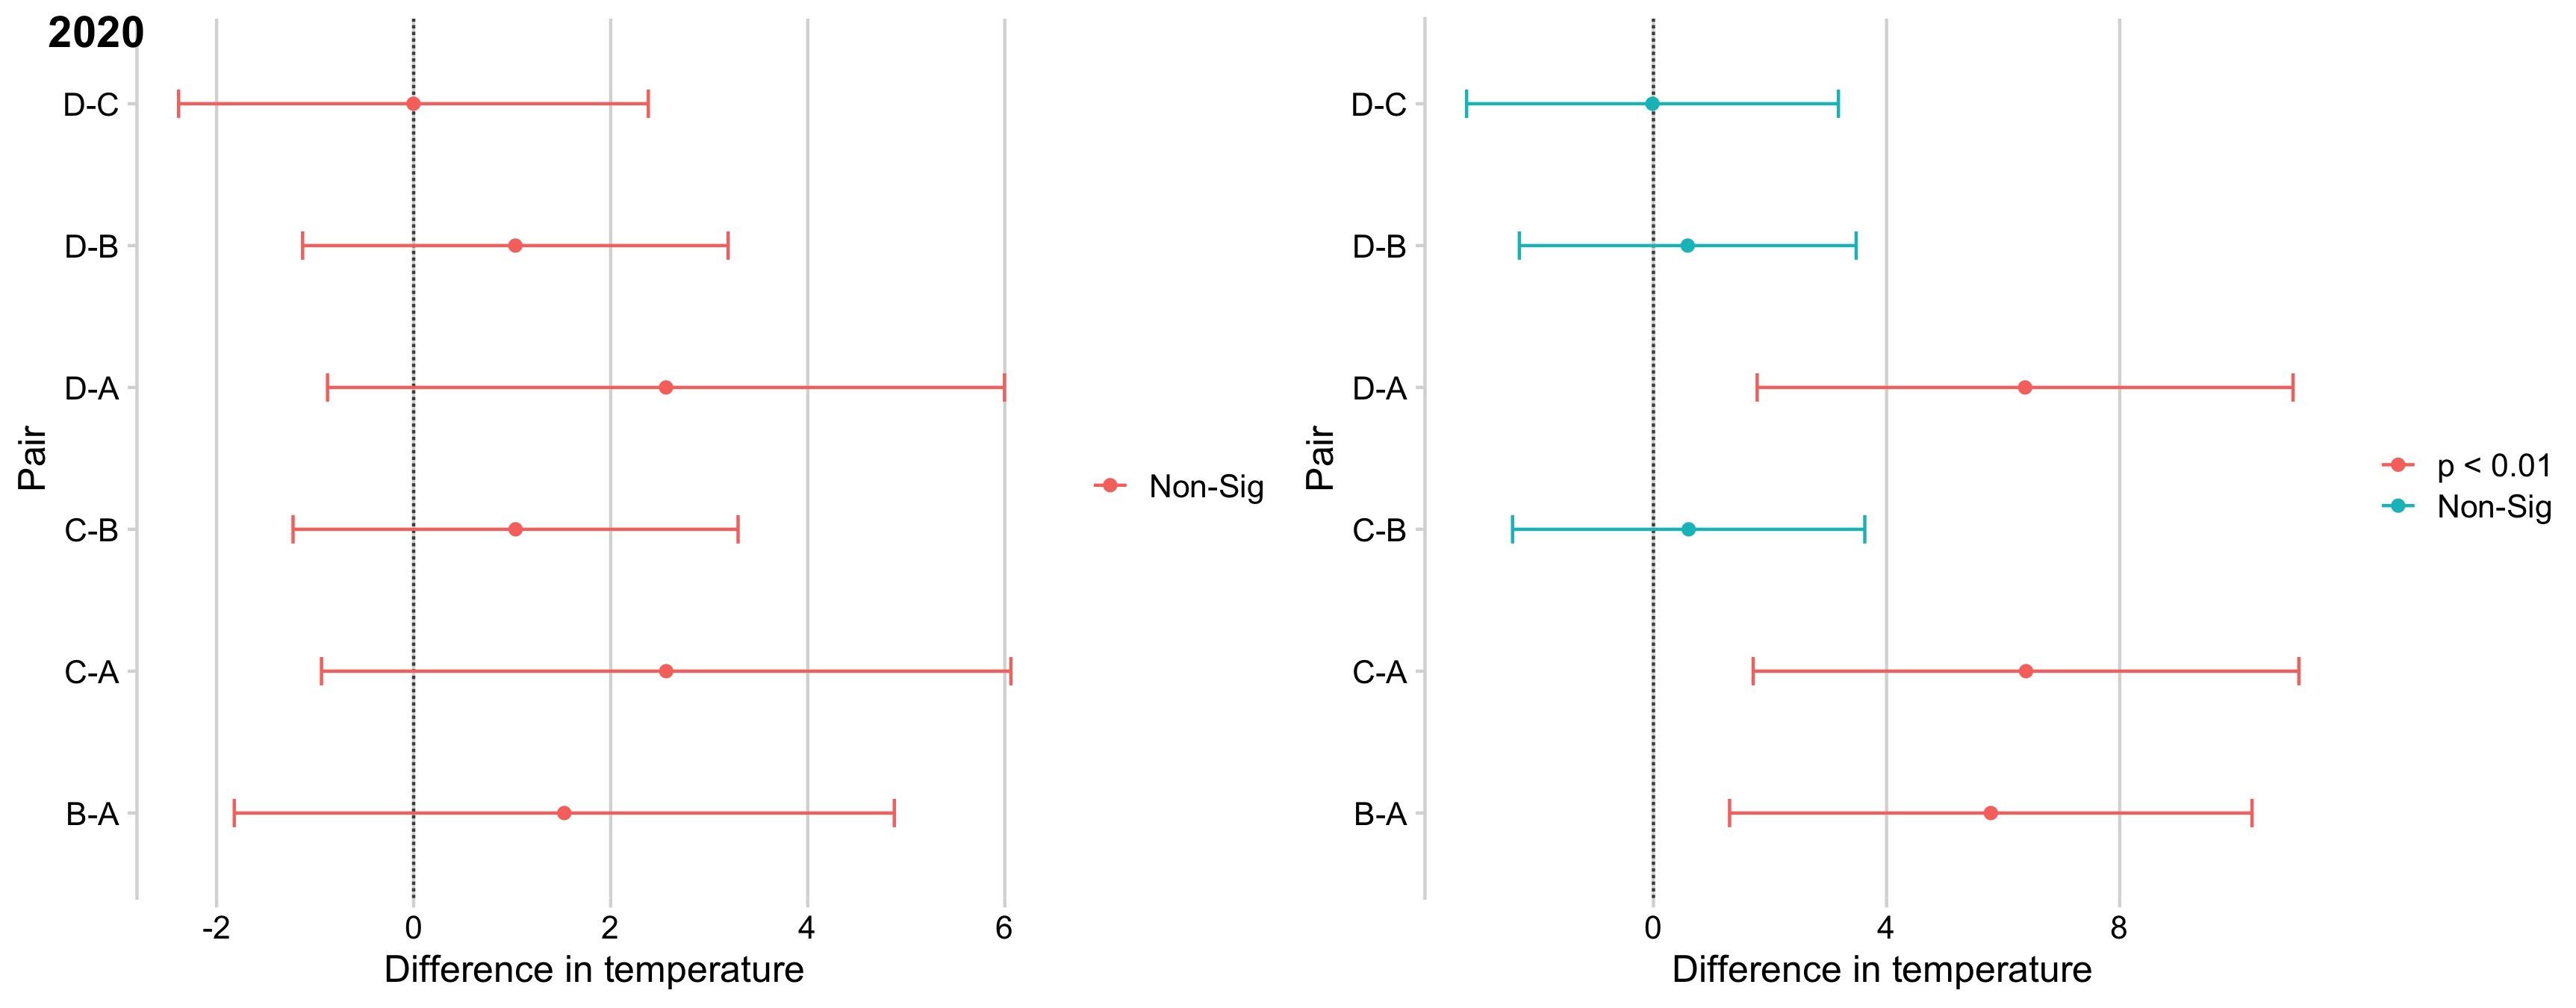 2020
D-C
D-B
D-A
C-B
C-A
B-A
Pair
-2 0 2 4 6
Difference in temperature
Non-Sig
D-C
D-B
D-A
C-B
C-A
B-A
Pair
0 4 8
Difference in temperature
p < 0.01
Non-Sig